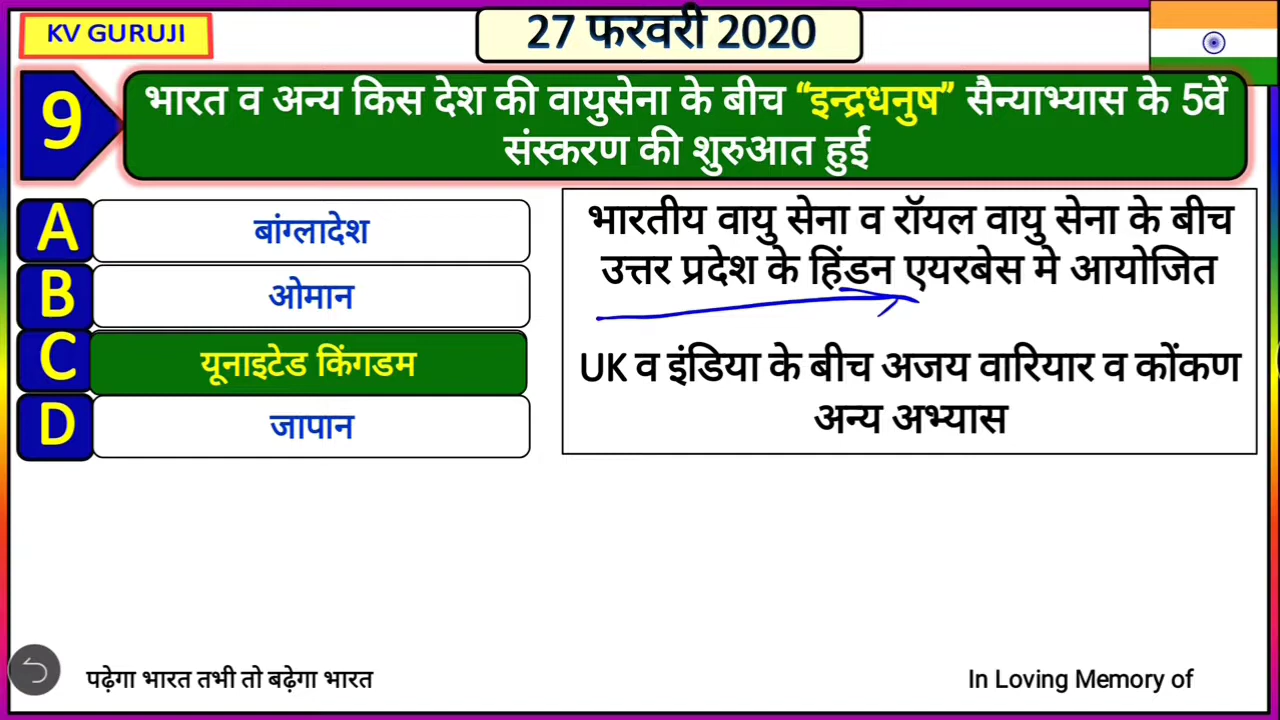 KV GURUJI
27 फरवरी 2020
9
भारत व अन्य किस देश की वायुसेना के बीच “इन्द्रधनुष” सैन्याभ्यास के 5वें
संस्करण की शुरुआत हुई
A
बांग्लादेश
B
ओमान
C
यूनाइटेड किंगडम
D
जापान
भारतीय वायु सेना व रॉयल वायु सेना के बीच
उत्तर प्रदेश के हिंडन एयरबेस मे आयोजित
UK व इंडिया के बीच अजय वारियार व कोंकण
अन्य अभ्यास
पढ़ेगा भारत तभी तो बढ़ेगा भारत
In Loving Memory of